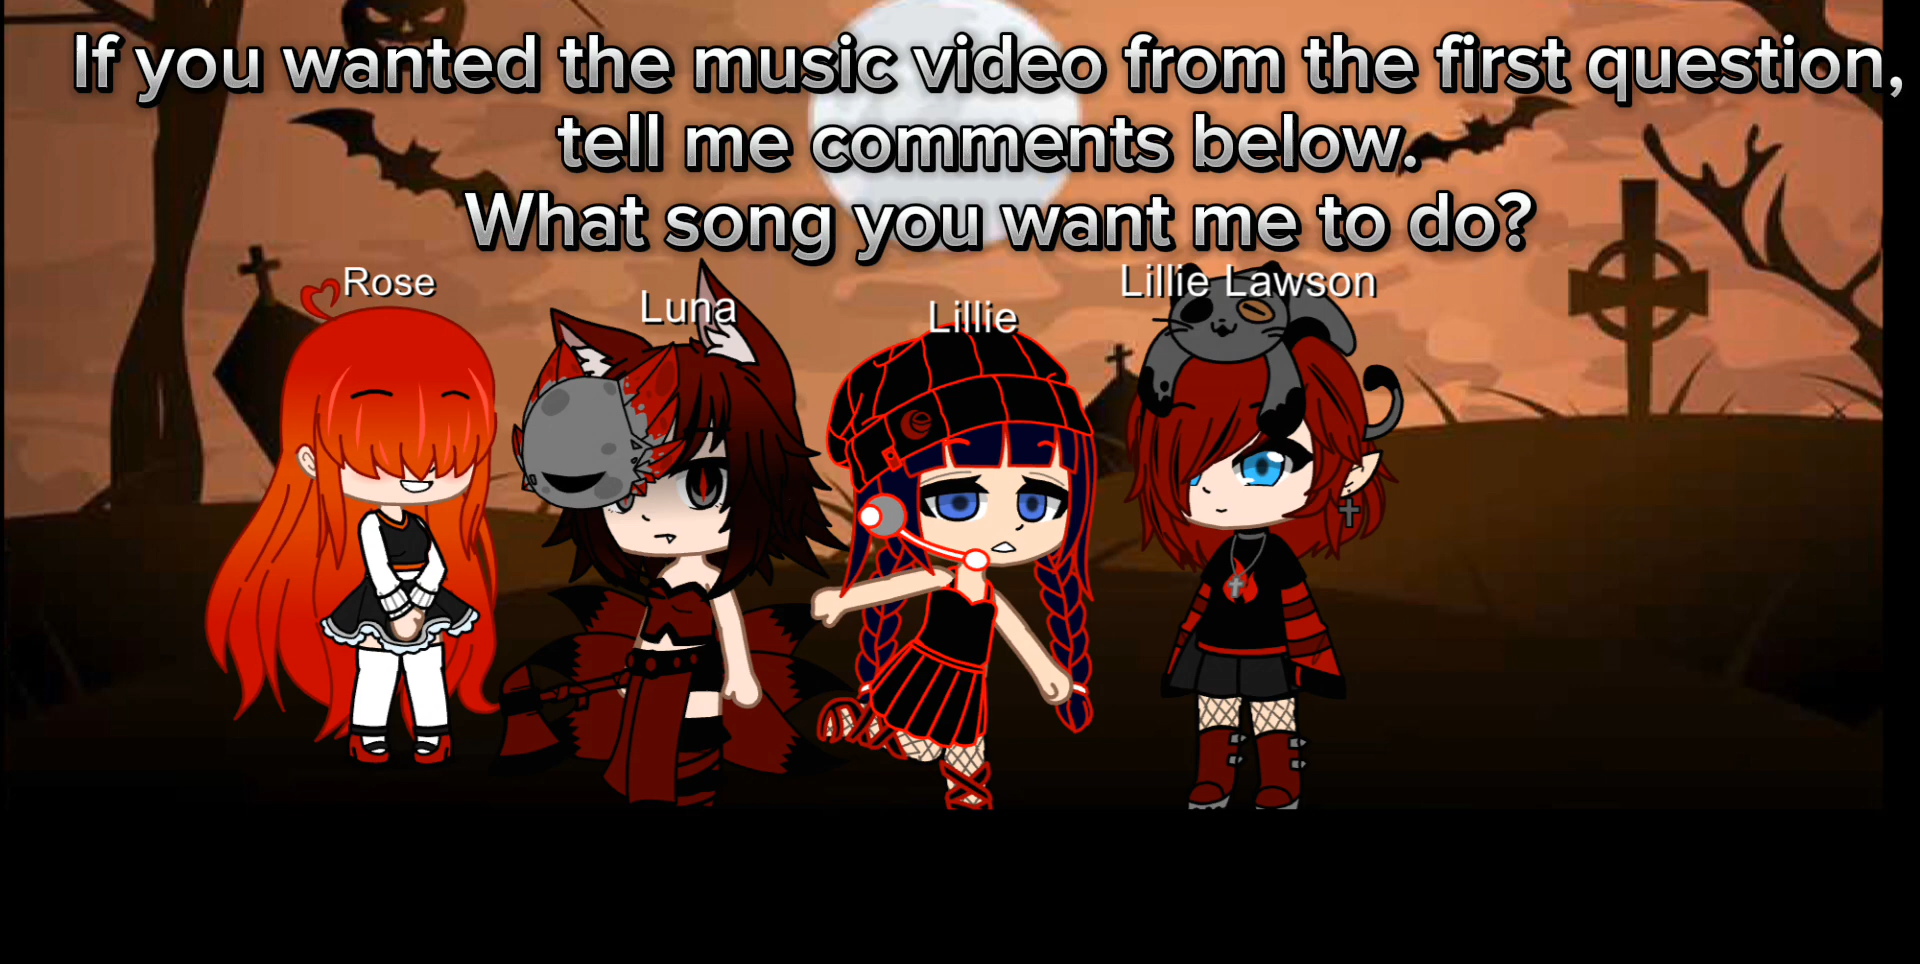 If you wanted the music video from the first question,
tell me comments below.
What song you want me to do?
Rose
Luna
Lillie
Lillie Lawson